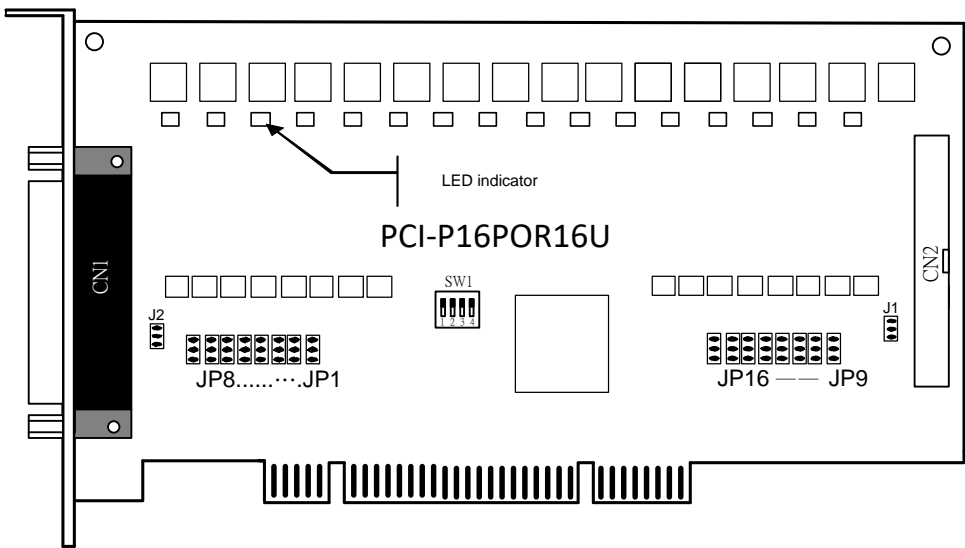 LED indicator
PCI-P16POR16U
CN1
CN2
SW1
1 2 3 4
J2
J1
JP8......···.JP1
JP16 —— JP9